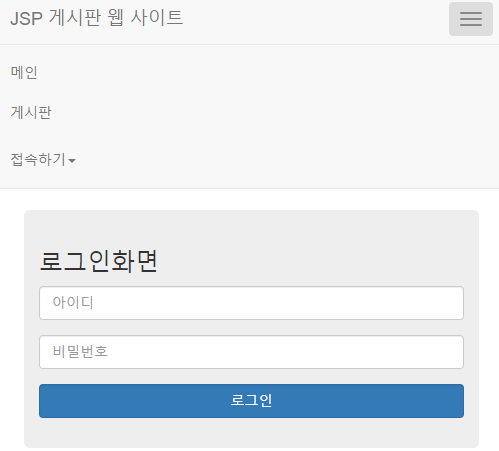 JSP 게시판 웹 사이트
메인
게시판
접속하기
로그인화면
아이디
비밀번호
로그인